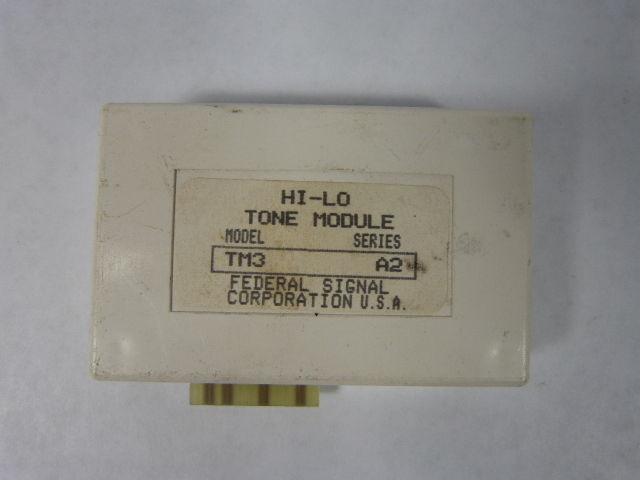 HI-LO
TONE MODULE
MODEL SERIES
TM3 A2
FEDERAL SIGNAL
CORPORATION U.S.A.